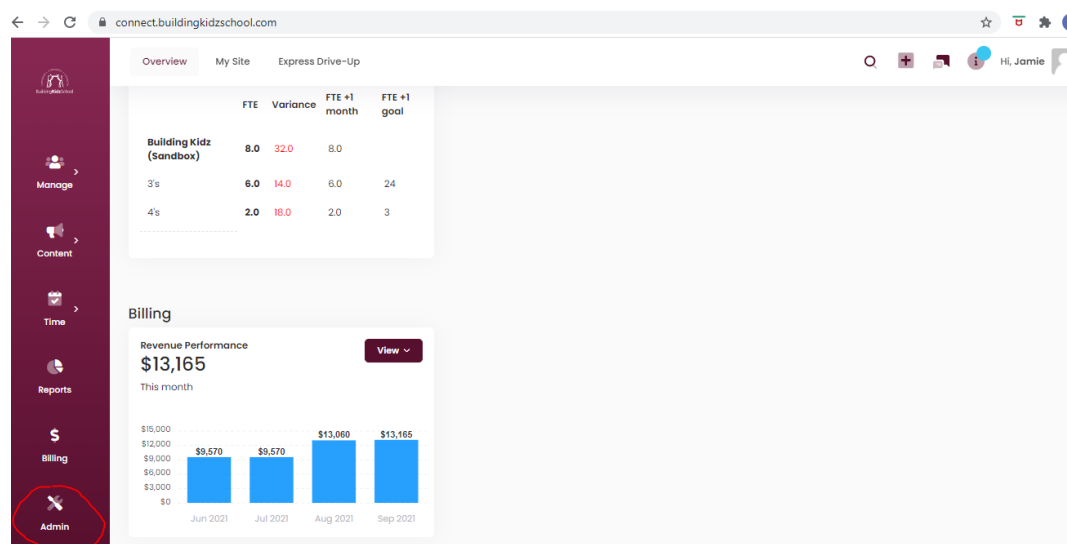 connect.buildingkidzschool.com
Overview My Site Express Drive-Up
Hi, Jamie
BuildingKidzSchool
Manage
Content
Time
Reports
Billing
Admin
FTE Variance FTE +1 month FTE +1 goal
Building Kidz (Sandbox) 8.0 32.0 8.0
3's 6.0 14.0 6.0 24
4's 2.0 18.0 2.0 3
Billing
Revenue Performance
View
$13,165
This month
$15,000
$12,000
$9,000
$6,000
$3,000
$0
$9,570 $9,570 $13,060 $13,165
Jun 2021 Jul 2021 Aug 2021 Sep 2021